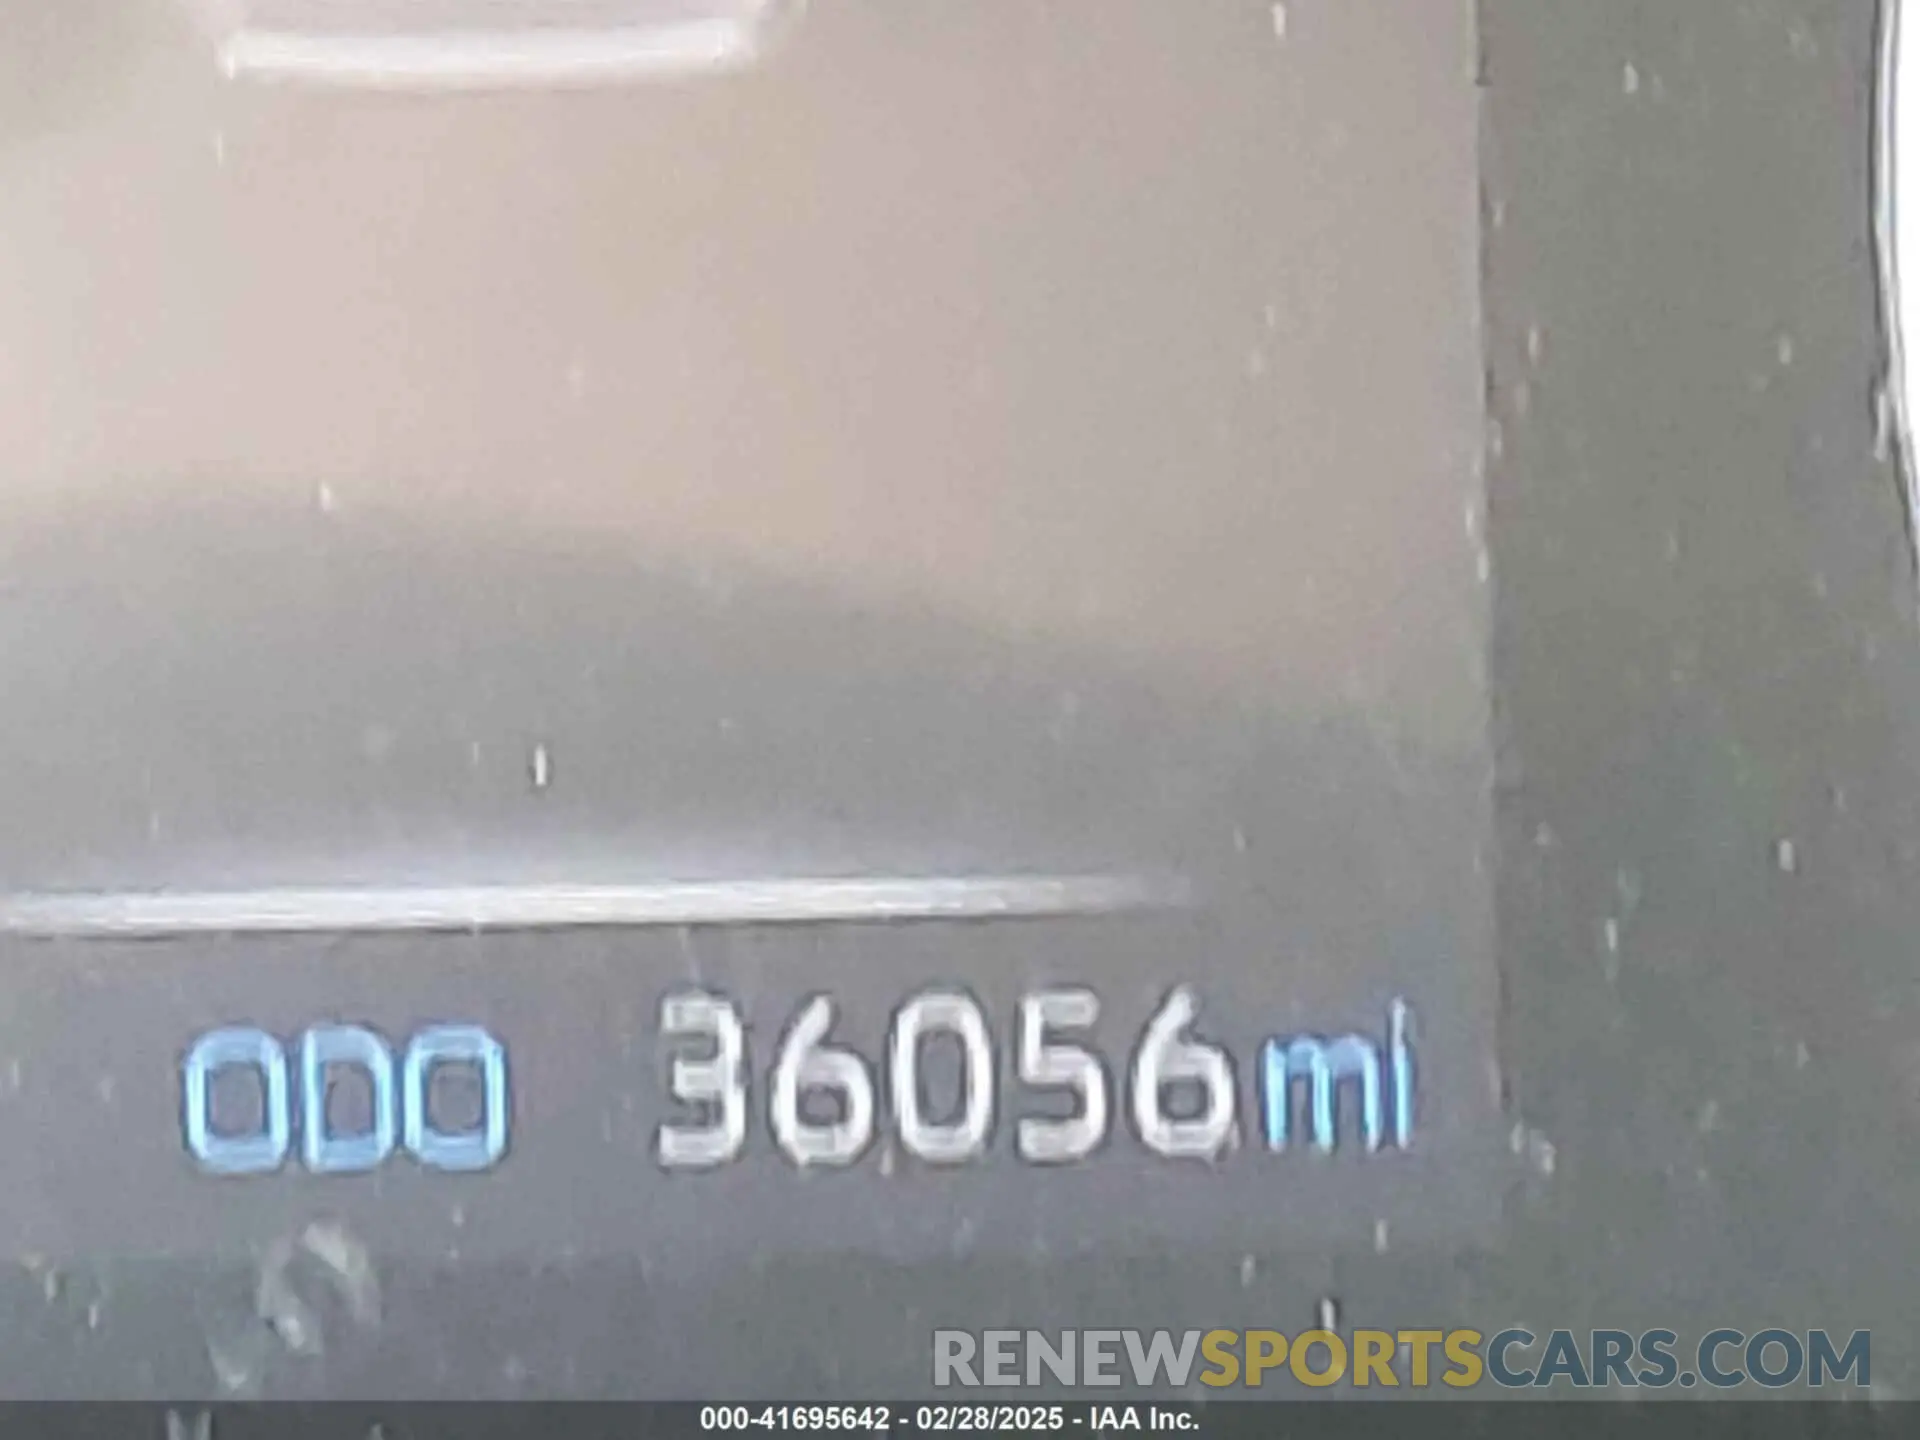 ODO 36056mi
RENEWSPORTSCARS.COM
000-41695642 - 02/28/2025 - IAA Inc.